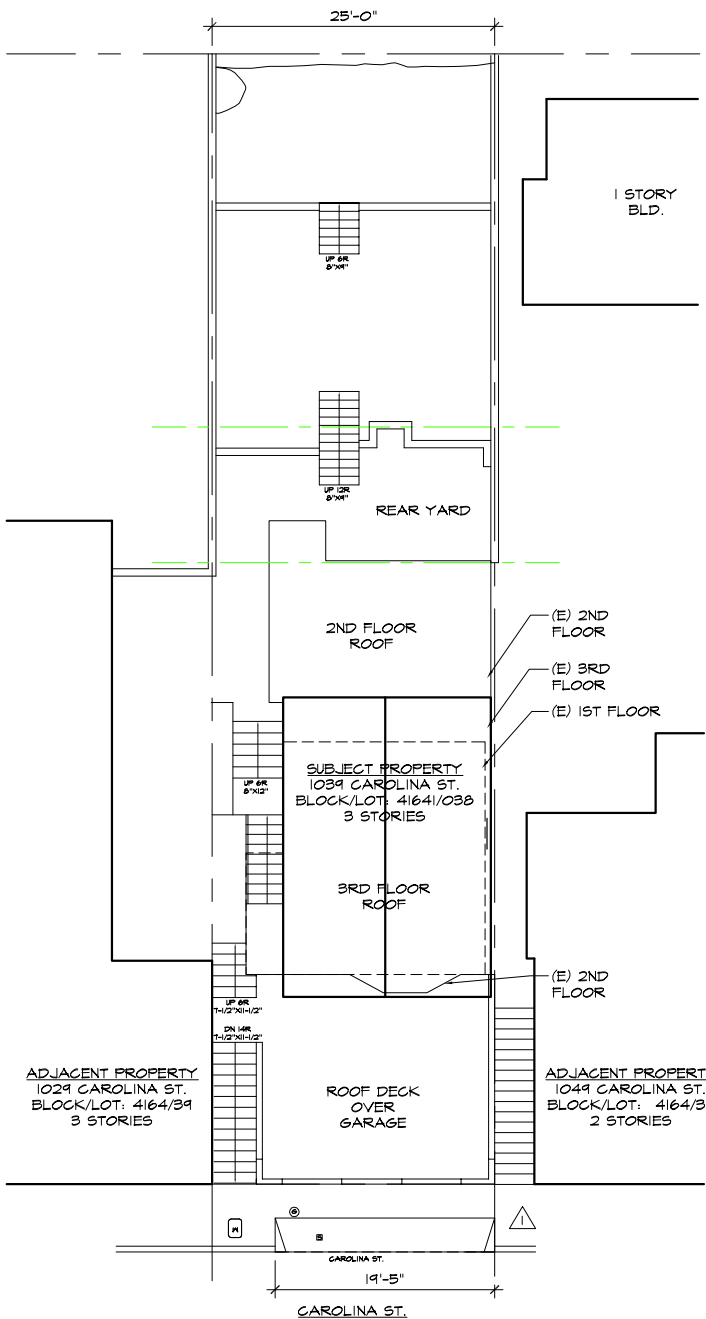 25'-0"
1 STORY
BLD.
UP 6R
8"X9"
UP 12R
8"X9"
REAR YARD
2ND FLOOR
ROOF
(E) 2ND
FLOOR
(E) 3RD
FLOOR
(E) 1ST FLOOR
SUBJECT PROPERTY
1039 CAROLINA ST.
BLOCK/LOT: 41641/038
3 STORIES
UP 6R
8"X12"
3RD FLOOR
ROOF
(E) 2ND
FLOOR
UP 6R
7-1/2"X11-1/2"
DN 14R
7-1/2"X11-1/2"
ADJACENT PROPERTY
1029 CAROLINA ST.
BLOCK/LOT: 4164/39
3 STORIES
ROOF DECK
OVER
GARAGE
ADJACENT PROPERT
1049 CAROLINA ST.
BLOCK/LOT: 4164/3
2 STORIES
G
1
CAROLINA ST.
19'-5"
CAROLINA ST.